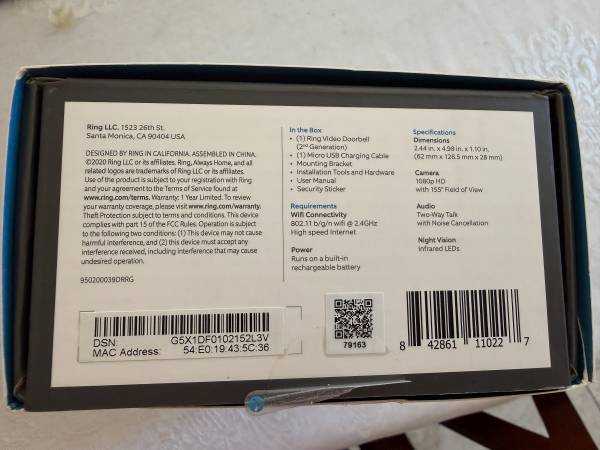 Ring LLC. 1523 26th St.
Santa Monica, CA 90404 USA
DESIGNED BY RING IN CALIFORNIA. ASSEMBLED IN CHINA.
©2020 Ring LLC or its affiliates. Ring, Always Home, and all
related logos are trademarks of Ring LLC or its affiliates.
Use of the product is subject to your registration with Ring
and your agreement to the Terms of Service found at
www.ring.com/terms. Warranty: 1 Year Limited. To review
your warranty coverage, please visit www.ring.com/warranty.
Theft Protection subject to terms and conditions. This device
complies with part 15 of the FCC Rules. Operation is subject
to the following two conditions: (1) This device may not cause
harmful interference, and (2) this device must accept any
interference received, including interference that may cause
undesired operation.
950200039DRRG
DSN: G5X1DF0102152L3V
MAC Address: 54:E0:19:43:5C:36
In the Box
• (1) Ring Video Doorbell
(2nd Generation)
• (1) Micro USB Charging Cable
• Mounting Bracket
• Installation Tools and Hardware
• User Manual
• Security Sticker
Requirements
Wifi Connectivity
802.11 b/g/n wifi @ 2.4GHz
High speed Internet
Power
Runs on a built-in
rechargeable battery
79163
Specifications
Dimensions
2.44 in. x 4.98 in. x 1.10 in.
(62 mm x 126.5 mm x 28 mm)
Camera
1080p HD
with 155° Field of View
Audio
Two-Way Talk
with Noise Cancellation
Night Vision
Infrared LEDs
8 42861 11022 7